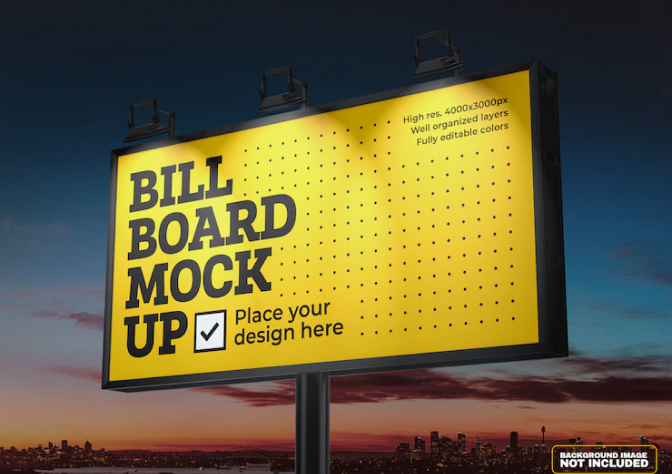 BILL
BOARD
MOCK
UP
Place your
design here
High res. 4000x3000px
Well organized layers
Fully editable colors
BACKGROUND IMAGE
NOT INCLUDED